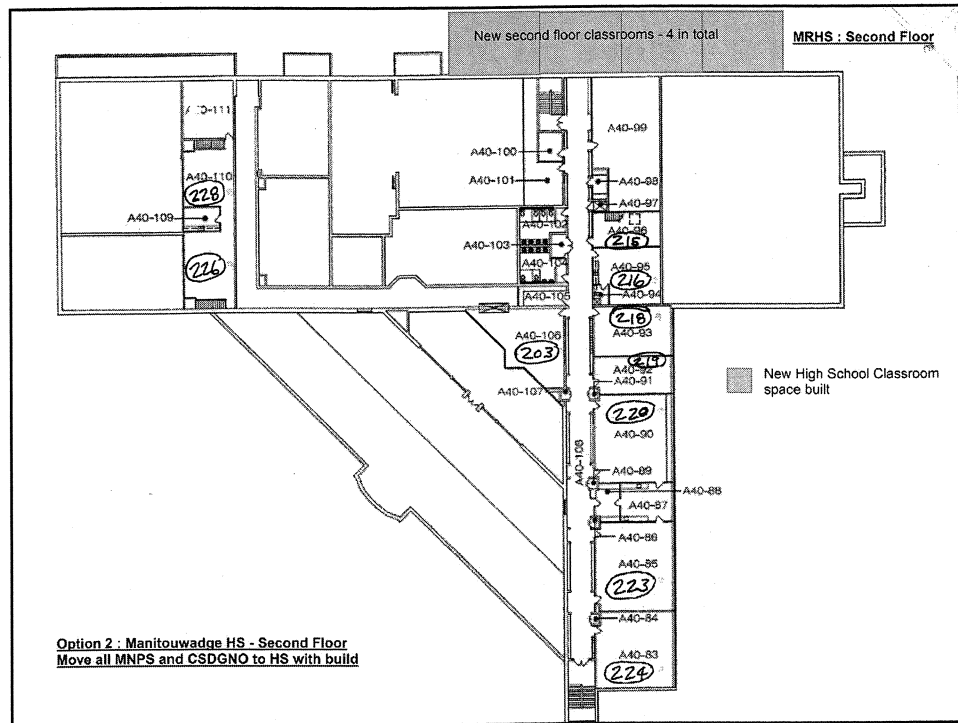 New second floor classrooms - 4 in total
MRHS : Second Floor
A40-111
A40-99
A40-100
A40-101
A40-98
A40-97
A40-110
228
A40-109
A40-102
A40-96
215
A40-103
226
A40-104
A40-95
216
A40-94
A40-105
218
A40-93
A40-106
203
219
A40-92
A40-91
New High School Classroom
space built
A40-107
220
A40-90
A40-108
A40-89
A40-88
A40-87
A40-86
A40-85
223
A40-84
Option 2 : Manitouwadge HS - Second Floor
Move all MNPS and CSDGNO to HS with build
A40-83
224